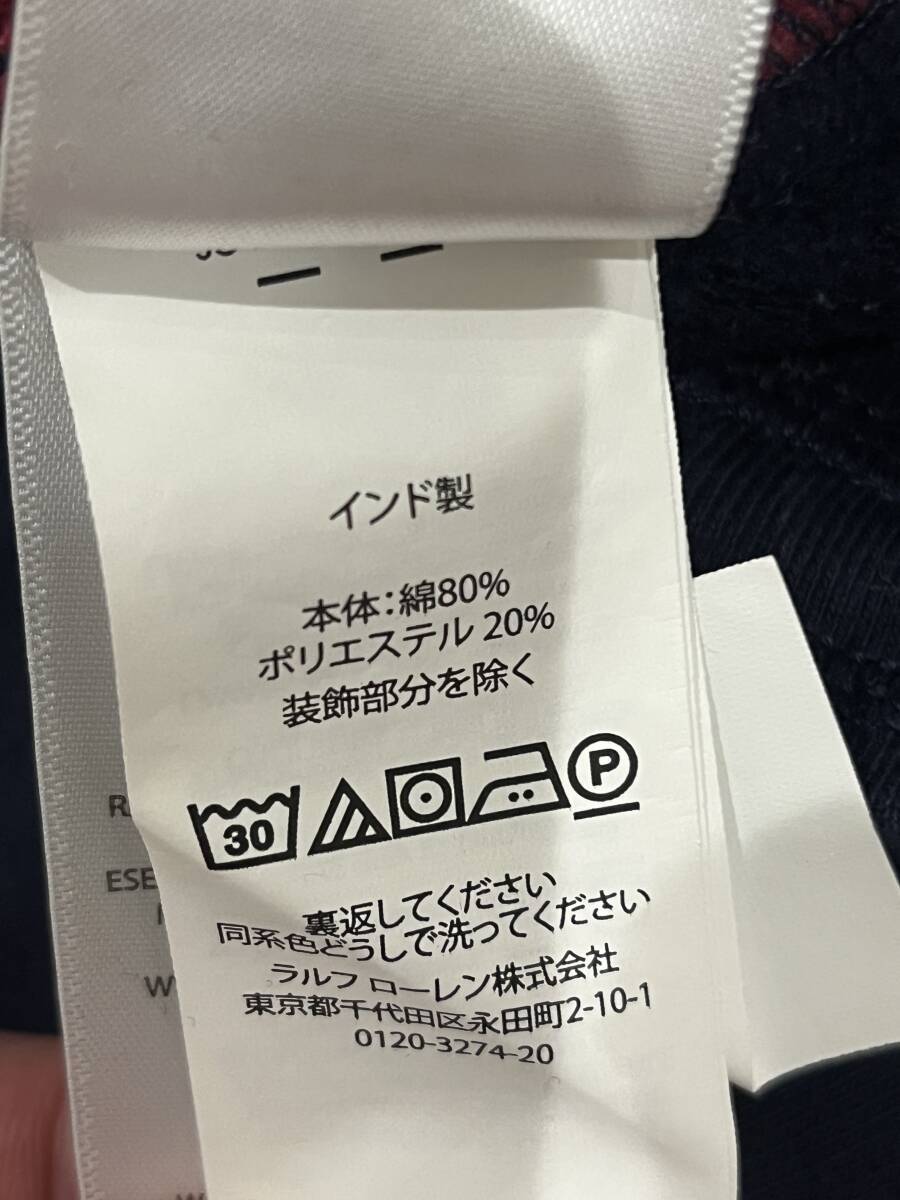 インド製
本体：綿80%
ポリエステル 20%
装飾部分を除く
30 P
裏返してください
同系色どうしで洗ってください
ラルフ ローレン株式会社
東京都千代田区永田町2-10-1
0120-3274-20
ESE
W